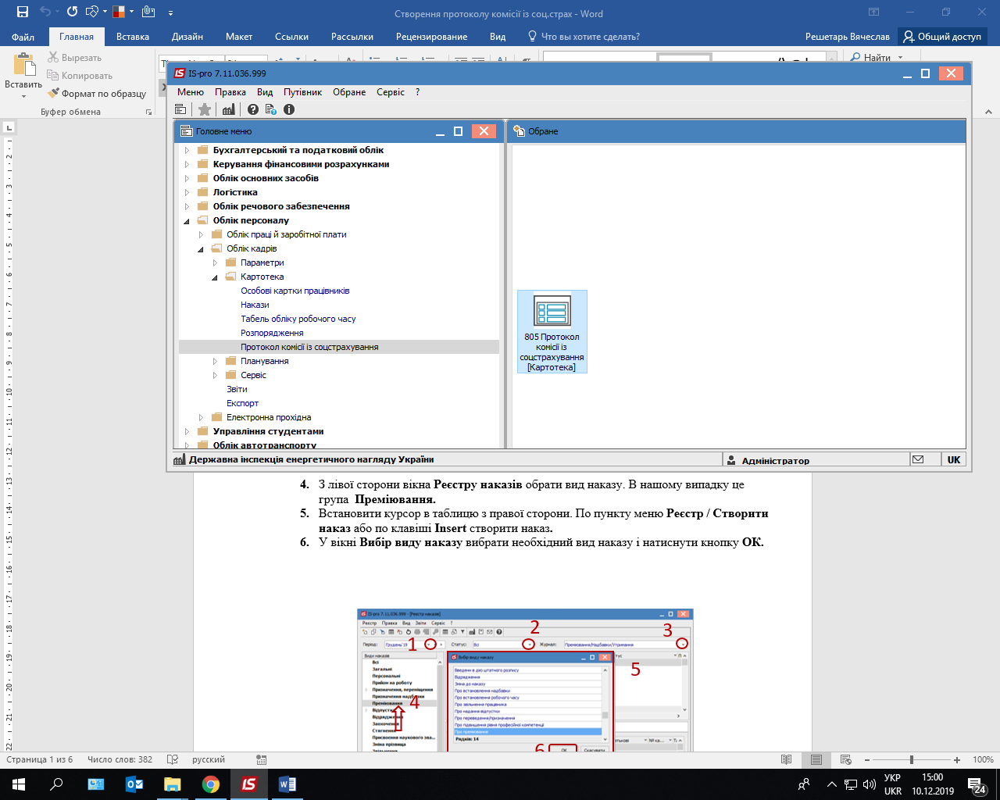 Створення протоколу комісії із соц.страх - Word
Файл Главная Вставка Дизайн Макет Ссылки Рассылки Рецензирование Вид Что вы хотите сделать? Решетарь Вячеслав Общий доступ
Вставить
Вырезать
Копировать
Формат по образцу
Буфер обмена
Найти
IS-pro 7.11.036.999
Меню Правка Вид Путівник Обране Сервіс ?
Головне меню
Бухгалтерський та податковий облік
Керування фінансовими розрахунками
Облік основних засобів
Логістика
Облік речового забезпечення
Облік персоналу
Облік праці й заробітної плати
Облік кадрів
Параметри
Картотека
Особові картки працівників
Накази
Табель обліку робочого часу
Розпорядження
Протокол комісії із соцстрахування
Планування
Сервіс
Звіти
Експорт
Електронна прохідна
Управління студентами
Облік автотранспорту
Обране
805 Протокол
комісії із
соцстрахування
[Картотека]
Державна інспекція енергетичного нагляду України Адміністратор UK
4. З лівої сторони вікна Реєстру наказів обрати вид наказу. В нашому випадку це
група Преміювання.
5. Встановити курсор в таблицю з правої сторони. По пункту меню Реєстр / Створити
наказ або по клавіші Insert створити наказ.
6. У вікні Вибір виду наказу вибрати необхідний вид наказу і натиснути кнопку ОК.
IS-pro 7.11.036.999 - [Реєстр наказів]
Реєстр Правка Вид Звіти Сервіс ?
Період: Грудень'19 1 Статус: Всі 2 Журнал: Преміювання/Надбавки/Утримання 3
Види наказів
Всі
Загальні
Персональні
Прийом на роботу
Призначення, переміщення
Призначення надбавки
Преміювання
Відпустки
Відрядження
Заохочення
Стягнення
Присвоєння наукового зва...
Зміна прізвища
Звільнення
4
Вибір виду наказу
Введення в дію штатного розпису
Відрядження
Зміна до наказу
Про встановлення надбавки
Про встановлення робочого часу
Про звільнення працівника
Про надання відпустки
Про переведення/призначення
Про підвищення рівня професійної компетенції
Про преміювання
Рядків: 14
6 ОК Скасувати
5
Страница 1 из 6 Число слов: 382 русский 100%
УКР
UKR
15:00
10.12.2019
24